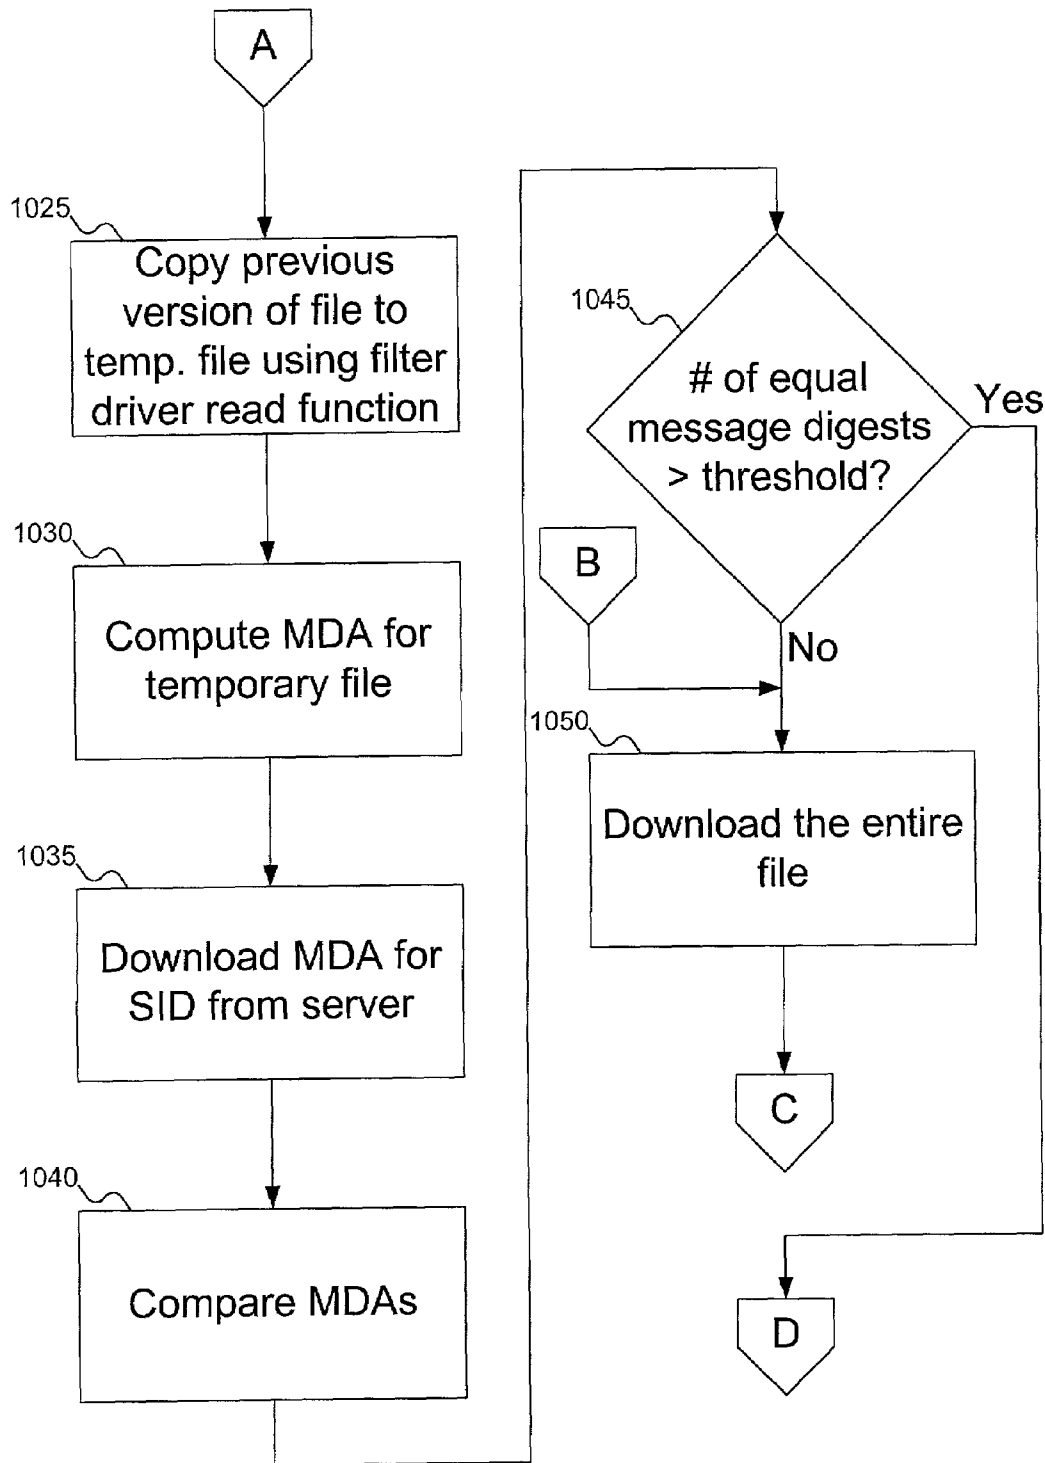 A
1025
Copy previous
version of file to
temp. file using filter
driver read function
1030
Compute MDA for
temporary file
1035
Download MDA for
SID from server
1040
Compare MDAs
1045
# of equal
message digests
> threshold?
Yes
B
No
1050
Download the entire
file
C
D